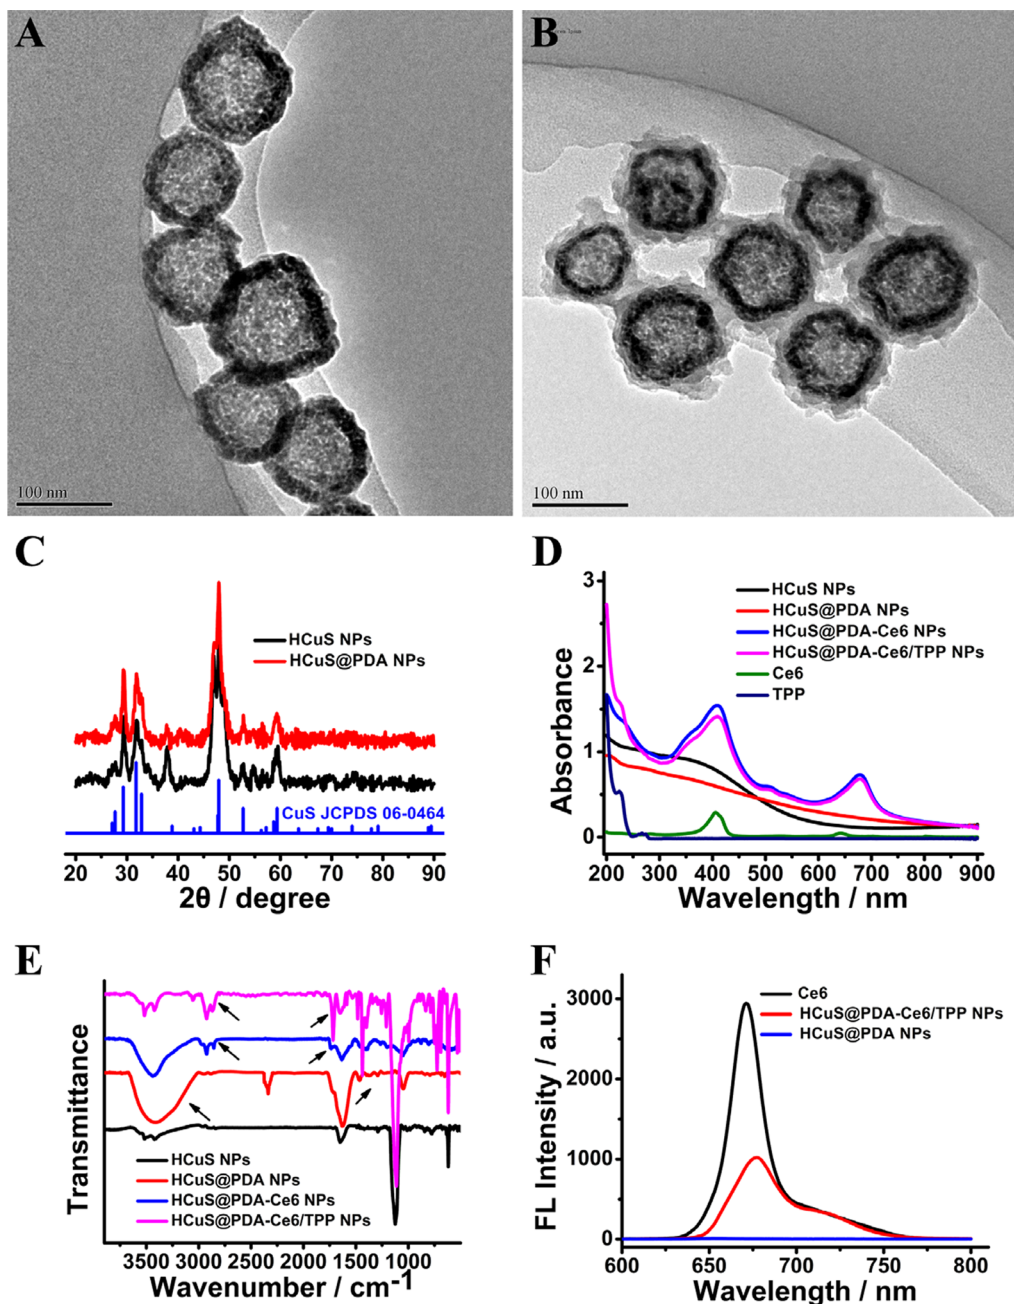 A
100 nm
B
100 nm
C
HCuS NPs
HCuS@PDA NPs
CuS JCPDS 06-0464
20 30 40 50 60 70 80 90
2θ / degree
D
HCuS NPs
HCuS@PDA NPs
HCuS@PDA-Ce6 NPs
HCuS@PDA-Ce6/TPP NPs
Ce6
TPP
Absorbance
3
2
1
0
200 300 400 500 600 700 800 900
Wavelength / nm
E
Transmittance
HCuS NPs
HCuS@PDA NPs
HCuS@PDA-Ce6 NPs
HCuS@PDA-Ce6/TPP NPs
3500 3000 2500 2000 1500 1000
Wavenumber / cm-1
F
Ce6
HCuS@PDA-Ce6/TPP NPs
HCuS@PDA NPs
FL Intensity / a.u.
3000
2000
1000
0
600 650 700 750 800
Wavelength / nm